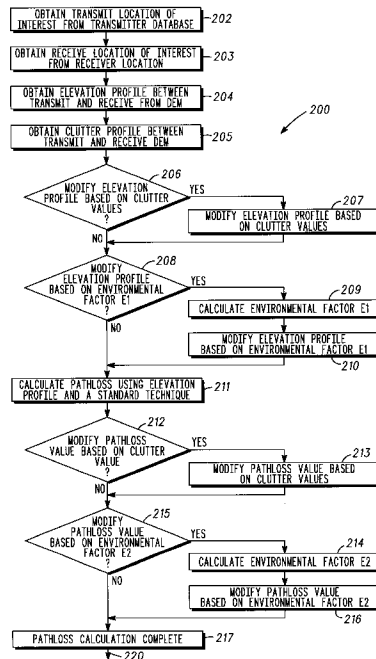 OBTAIN TRANSMIT LOCATION OF
INTEREST FROM TRANSMITTER DATABASE
202
OBTAIN RECEIVE LOCATION OF INTEREST
FROM RECEIVER LOCATION
203
OBTAIN ELEVATION PROFILE BETWEEN
TRANSMIT AND RECEIVE FROM DEM
204
OBTAIN CLUTTER PROFILE BETWEEN
TRANSMIT AND RECEIVE DEM
205
200
206
MODIFY ELEVATION
PROFILE BASED ON CLUTTER
VALUES
?
YES
207
MODIFY ELEVATION PROFILE BASED
ON CLUTTER VALUES
NO
208
MODIFY
ELEVATION PROFILE
BASED ON ENVIRONMENTAL
FACTOR E1
?
YES
209
CALCULATE ENVIRONMENTAL FACTOR E1
MODIFY ELEVATION PROFILE
BASED ON ENVIRONMENTAL FACTOR E1
210
NO
CALCULATE PATHLOSS USING ELEVATION
PROFILE AND A STANDARD TECHNIQUE
211
212
MODIFY PATHLOSS
VALUE BASED ON CLUTTER
VALUE
?
YES
213
MODIFY PATHLOSS VALUE BASED
ON CLUTTER VALUES
NO
215
MODIFY
PATHLOSS VALUE
BASED ON ENVIRONMENTAL
FACTOR E2
?
YES
214
CALCULATE ENVIRONMENTAL FACTOR E2
MODIFY PATHLOSS VALUE
BASED ON ENVIRONMENTAL FACTOR E2
216
NO
PATHLOSS CALCULATION COMPLETE
217
220